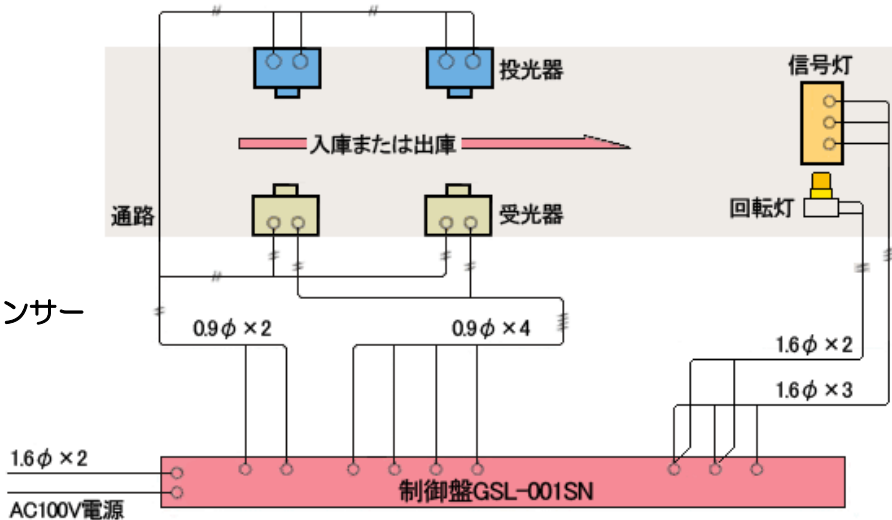 投光器
信号灯
入庫または出庫
通路
受光器
回転灯
ンサー
0.9φ×2
0.9φ×4
1.6φ×2
1.6φ×3
1.6φ×2
制御盤GSL-001SN
AC100V電源